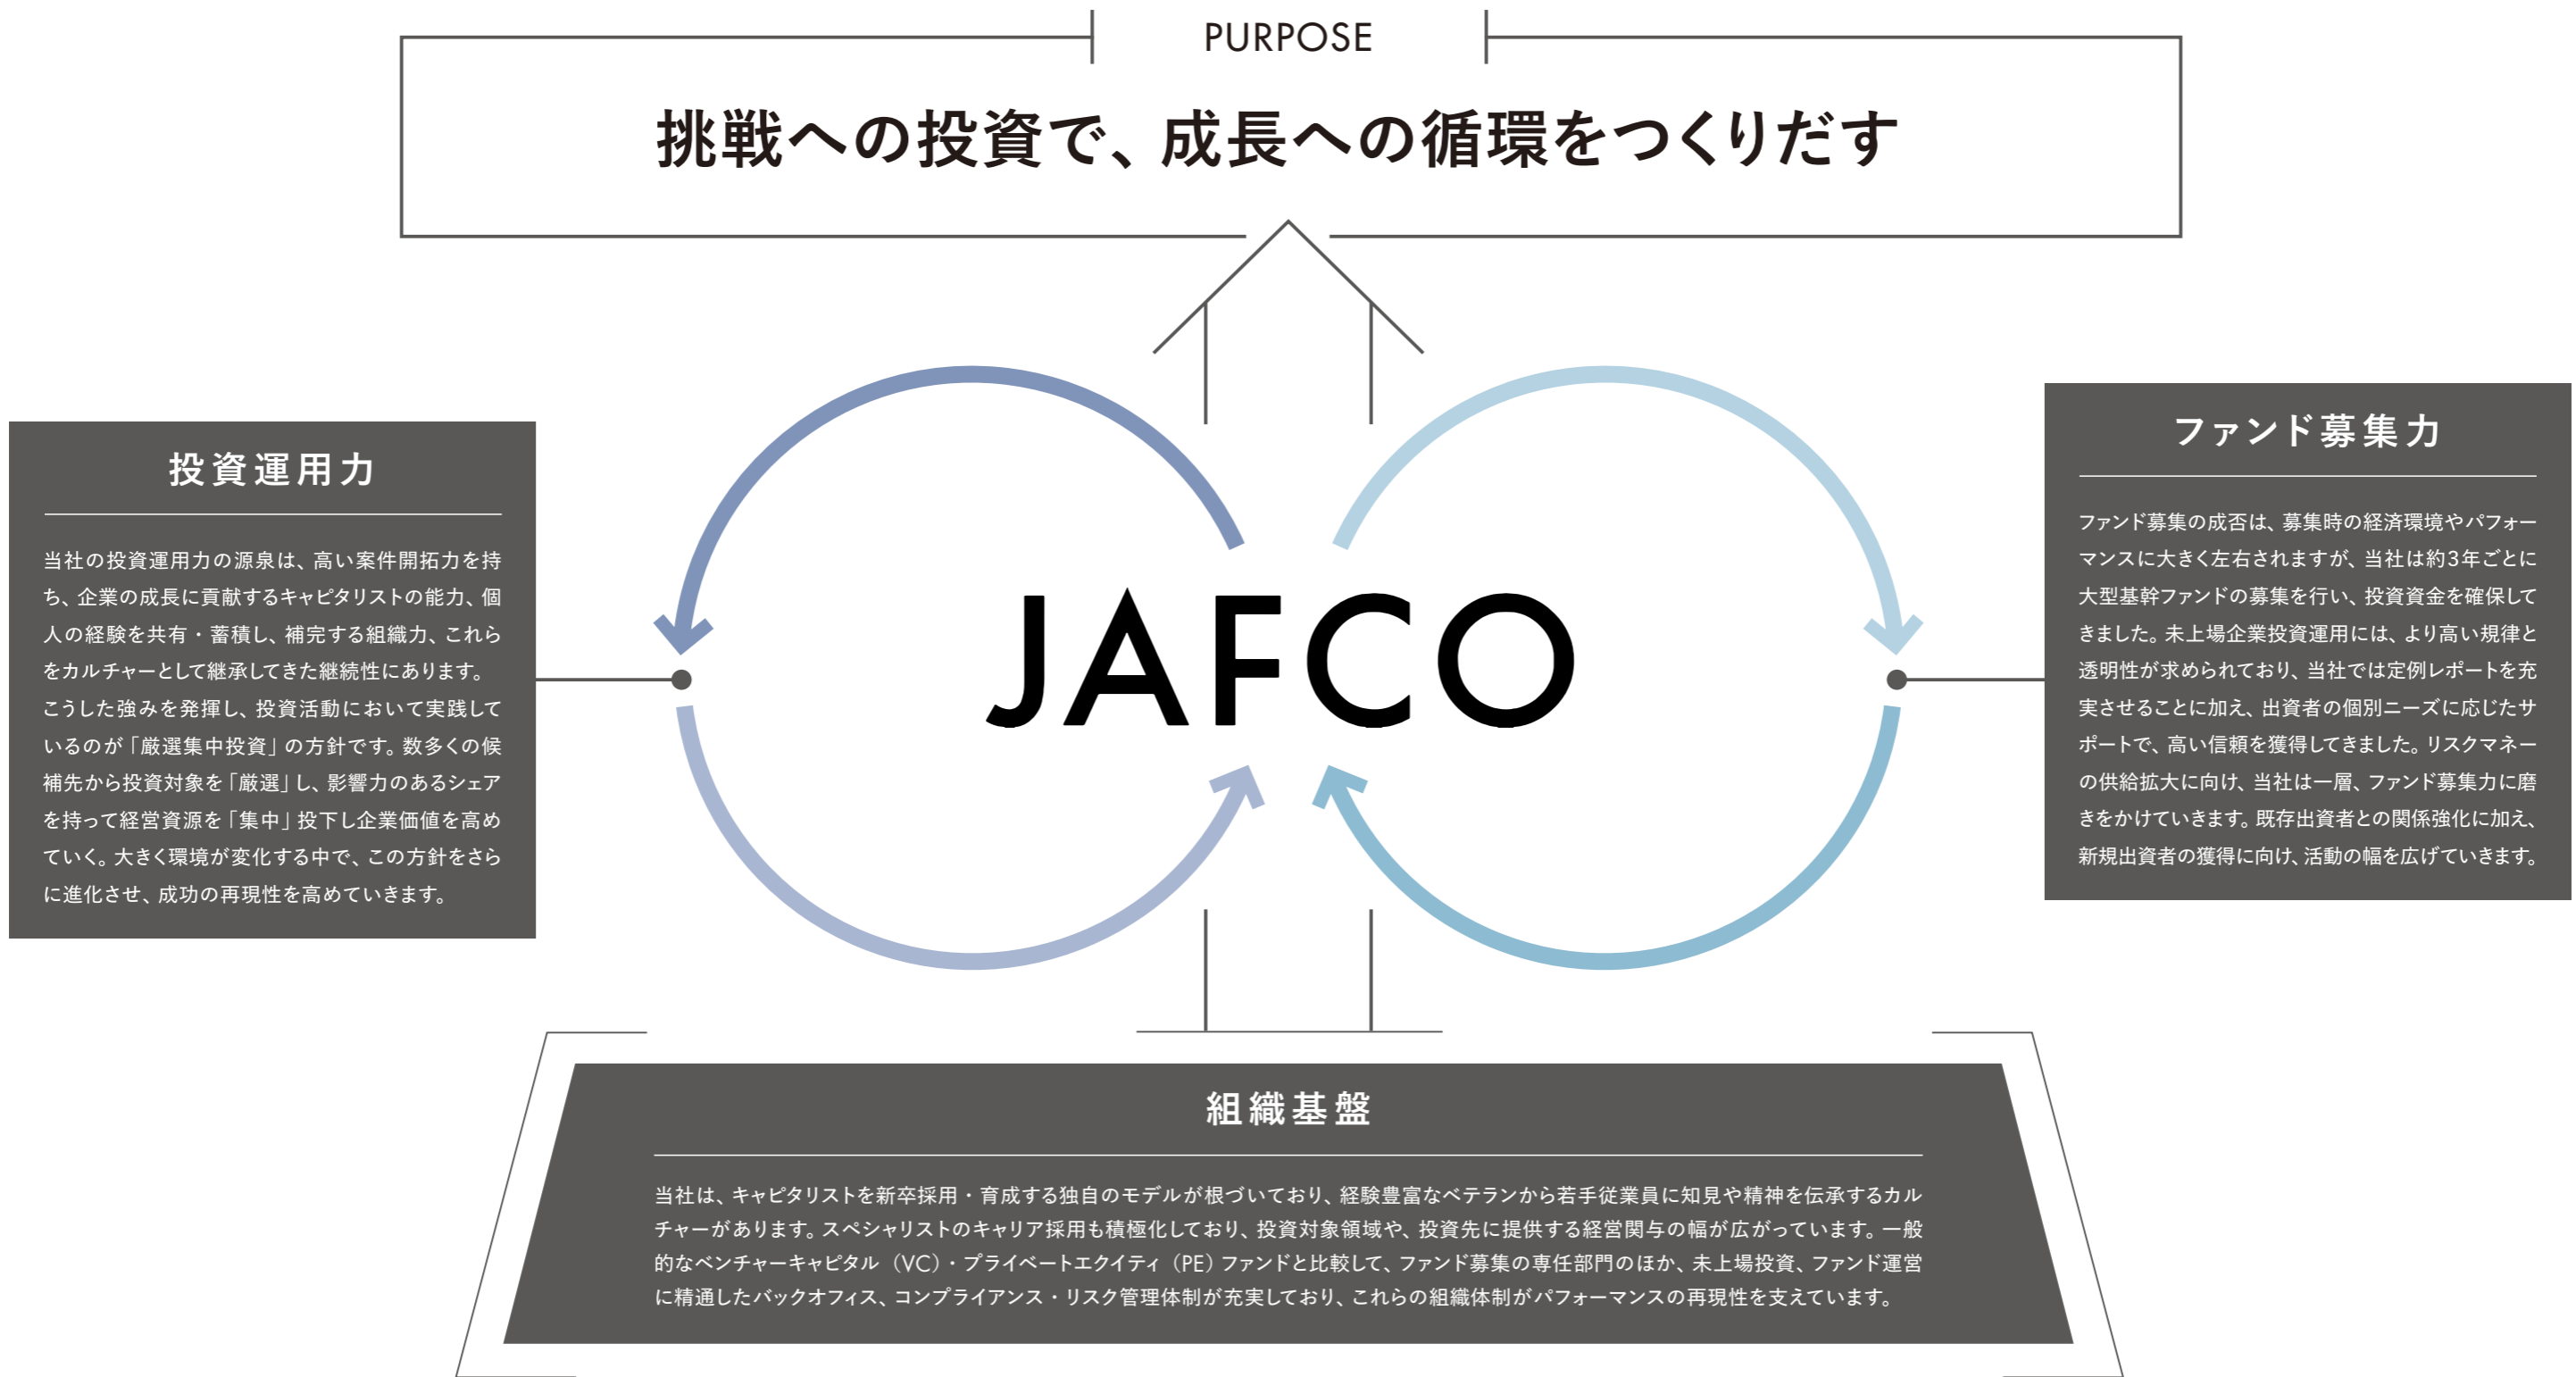 PURPOSE
挑戦への投資で、成長への循環をつくりだす
投資運用力
当社の投資運用力の源泉は、高い案件開拓力を持
ち、企業の成長に貢献するキャピタリストの能力、個
人の経験を共有・蓄積し、補完する組織力、これら
をカルチャーとして継承してきた継続性にあります。
こうした強みを発揮し、投資活動において実践して
いるのが「厳選集中投資」の方針です。数多くの候
補先から投資対象を「厳選」し、影響力のあるシェア
を持って経営資源を「集中」投下し企業価値を高め
ていく。大きく環境が変化する中で、この方針をさら
に進化させ、成功の再現性を高めていきます。
JAFCO
ファンド募集力
ファンド募集の成否は、募集時の経済環境やパフォー
マンスに大きく左右されますが、当社は約3年ごとに
大型基幹ファンドの募集を行い、投資資金を確保して
きました。未上場企業投資運用には、より高い規律と
透明性が求められており、当社では定例レポートを充
実させることに加え、出資者の個別ニーズに応じたサ
ポートで、高い信頼を獲得してきました。リスクマネー
の供給拡大に向け、当社は一層、ファンド募集力に磨
きをかけていきます。既存出資者との関係強化に加え、
新規出資者の獲得に向け、活動の幅を広げていきます。
組織基盤
当社は、キャピタリストを新卒採用・育成する独自のモデルが根づいており、経験豊富なベテランから若手従業員に知見や精神を伝承するカル
チャーがあります。スペシャリストのキャリア採用も積極化しており、投資対象領域や、投資先に提供する経営関与の幅が広がっています。一般
的なベンチャーキャピタル（VC）・プライベートエクイティ（PE）ファンドと比較して、ファンド募集の専任部門のほか、未上場投資、ファンド運営
に精通したバックオフィス、コンプライアンス・リスク管理体制が充実しており、これらの組織体制がパフォーマンスの再現性を支えています。